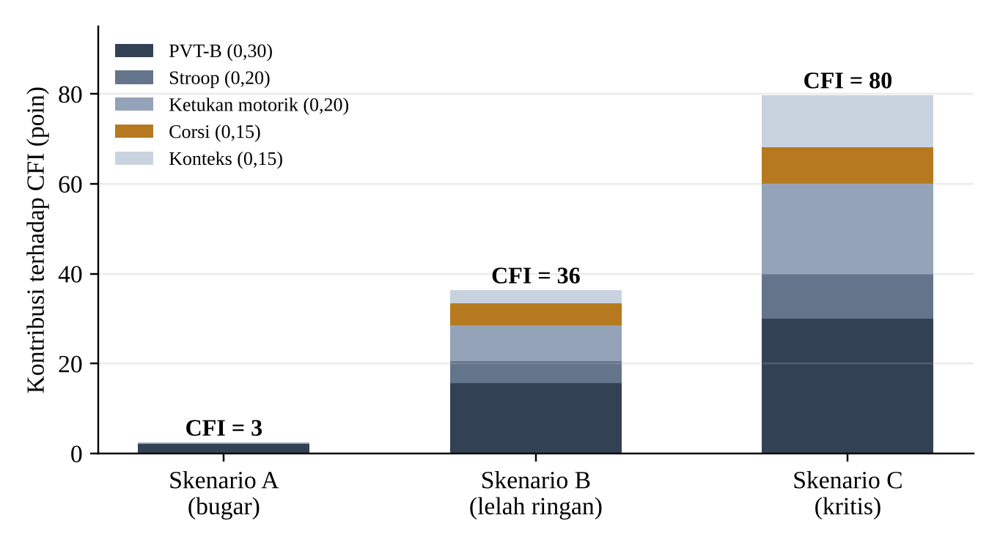 PVT-B (0,30)
Stroop (0,20)
Ketukan motorik (0,20)
Corsi (0,15)
Konteks (0,15)
Kontribusi terhadap CFI (poin)
80
60
40
20
0
CFI = 3
CFI = 36
CFI = 80
Skenario A
(bugar)
Skenario B
(lelah ringan)
Skenario C
(kritis)